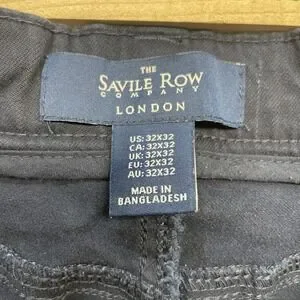 THE
SAVILE ROW
COMPANY
LONDON
US: 32X32
CA: 32X32
UK: 32X32
EU: 32X32
AU: 32X32
MADE IN
BANGLADESH